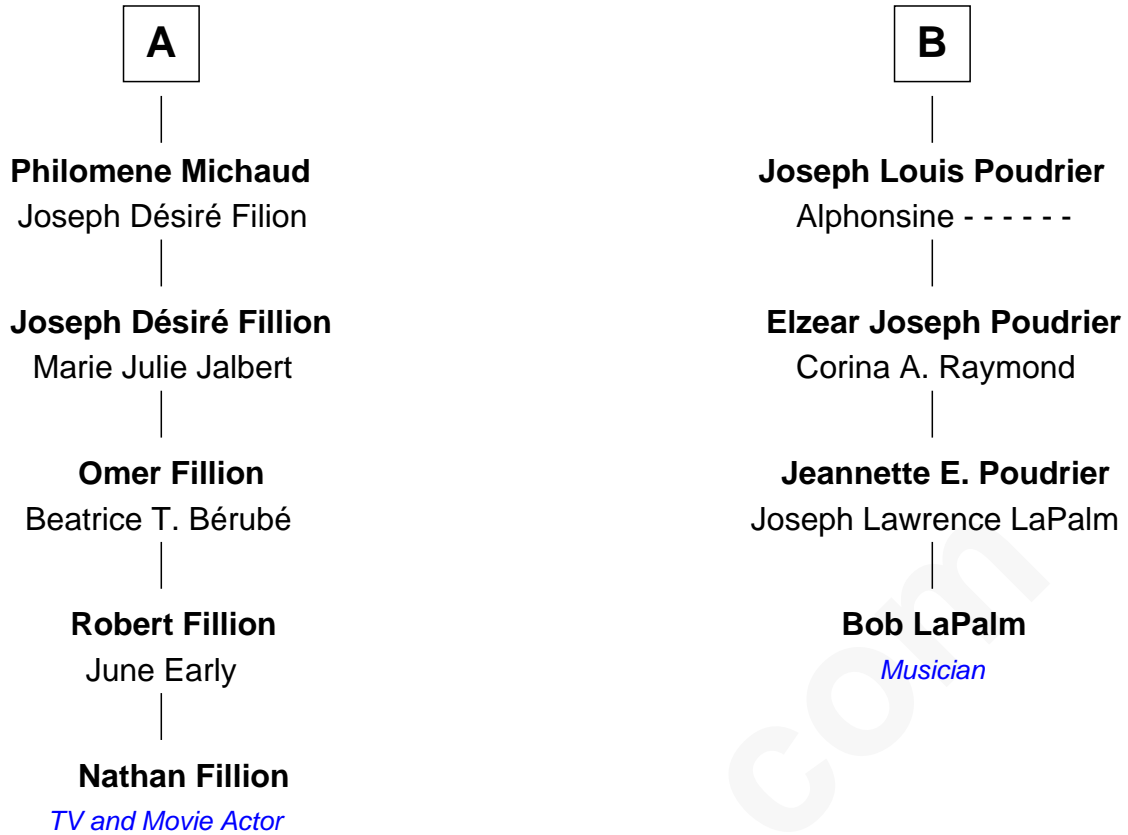 A
Philomene Michaud
Joseph Désiré Filion
Joseph Désiré Fillion
Marie Julie Jalbert
Omer Fillion
Beatrice T. Bérubé
Robert Fillion
June Early
Nathan Fillion
TV and Movie Actor
B
Joseph Louis Poudrier
Alphonsine - - - - - -
Elzear Joseph Poudrier
Corina A. Raymond
Jeannette E. Poudrier
Joseph Lawrence LaPalm
Bob LaPalm
Musician
com